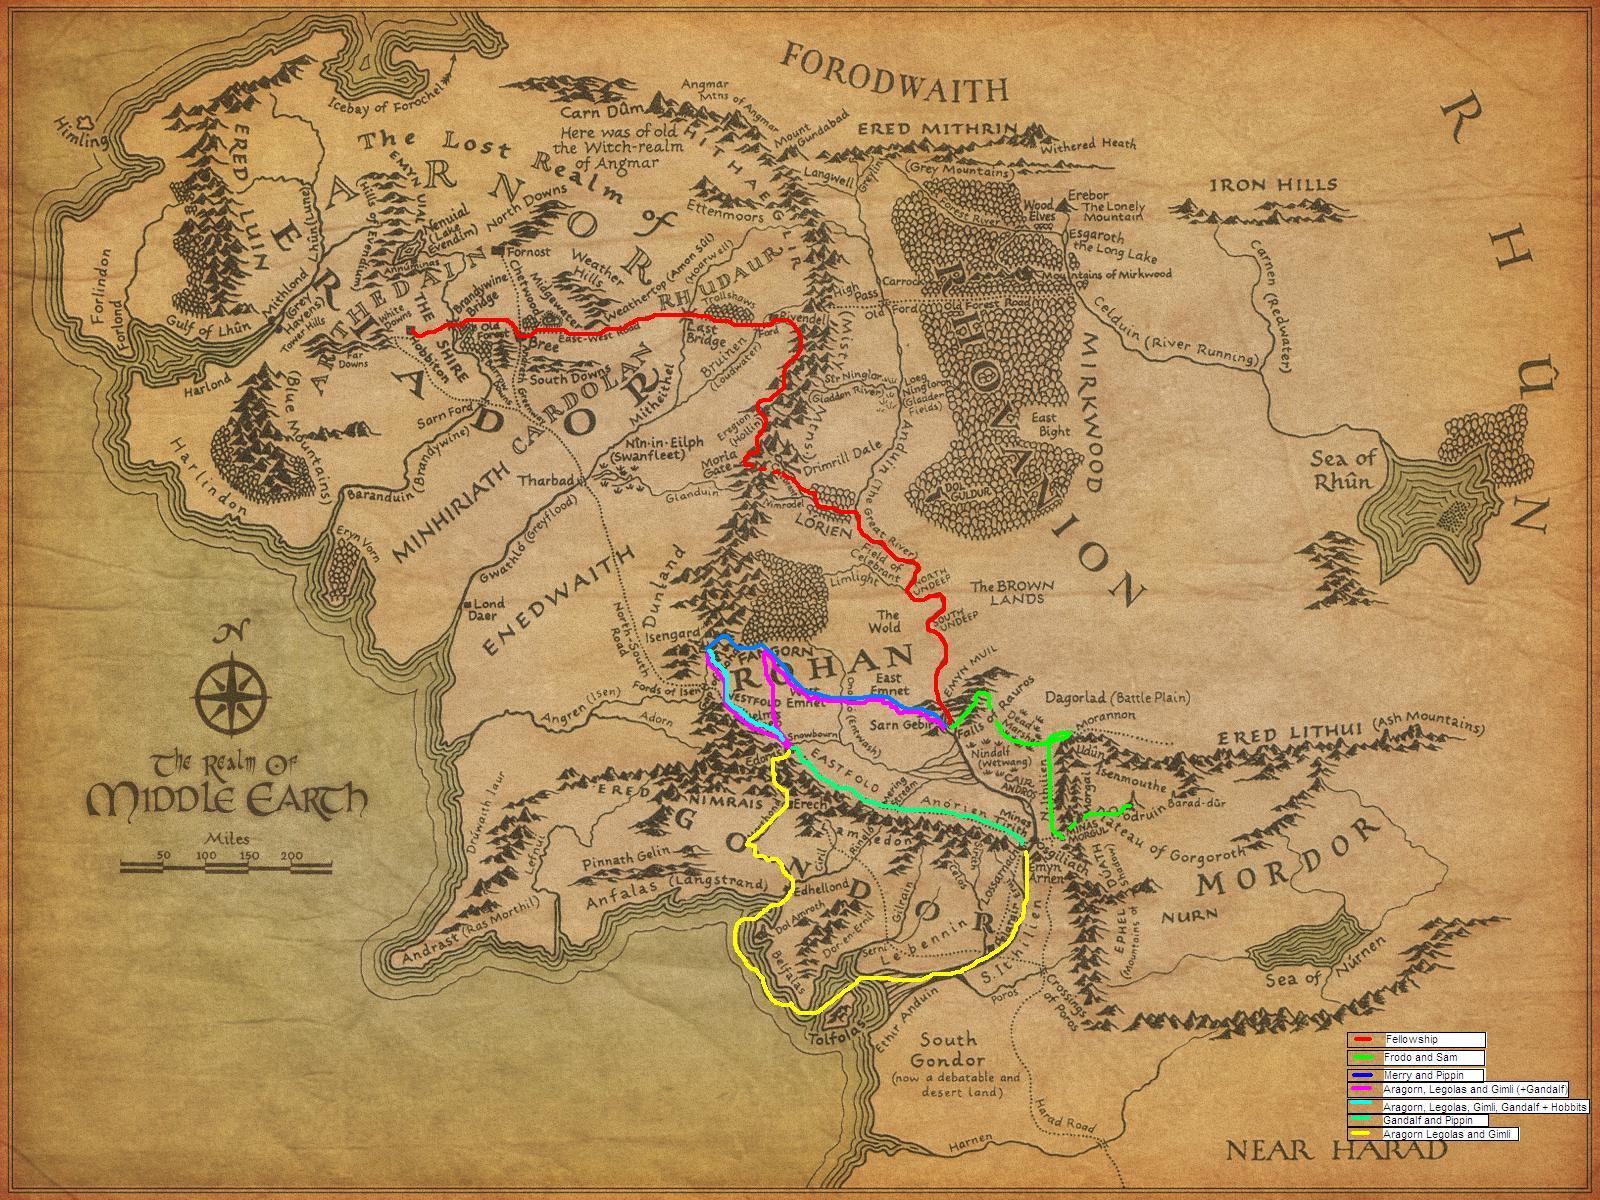 FORODWAITH
RHÛN
Himling
Icebay of Forochel
Carn Dûm
Angmar
Mtns of Angmar
Mount Gundabad
ERED MITHRIN
(Grey Mountains)
Withered Heath
Here was of old
the Witch-realm
of Angmar
The Lost Realm of
ARNOR
ERIADOR
ERED LUIN
EMYN UIAL
(Hills of Evendim)
Nenuial
(Lake
Evendim)
Annúminas
North Downs
Fornost
Ettenmoors
HITHAEGLIR
Langwell
Greylin
Forest River
Wood
Elves
Erebor
The Lonely
Mountain
Esgaroth
the Long Lake
Mountains of Mirkwood
IRON HILLS
Carnen (Redwater)
Celduin (River Running)
Forlindon
Forlond
Gulf of Lhûn
Mithlond
(Grey
Havens)
Tower Hills
ARTHEDAIN
White
Downs
Far
Downs
THE SHIRE
Hobbiton
Brandywine
Bridge
Old
Forest
Chetwood
Midgewater
Weather
Hills
Weathertop (Amon Sûl)
(Hoarwell)
RHUDAUR
Trollshaws
Bree
East-West Road
Last
Bridge
Ford
Rivendell
High
Pass
Carrock
Old Ford
Old Forest Road
RHOVANION
MIRKWOOD
East
Bight
DOL
GULDUR
Harlond
Harlindon
(Blue Mountains)
South Downs
Greenway
Sarn Ford
CARDOLAN
Mitheithel
Bruinen
(Loudwater)
Baranduin (Brandywine)
Eryn Vorn
MINHIRIATH
Tharbad
Nîn-in-Eilph
(Swanfleet)
Glanduin
Gwathló (Greyflood)
Eregion
(Hollin)
Moria
Gate
(Misty Mtns)
(Gladden River)
Loeg
Ningloron
(Gladden
Fields)
Drimrill Dale
Anduin (The Great River)
Nimrodel
LÓRIEN
Field of
Celebrant
Limlight
NORTH
UNDEEP
SOUTH
UNDEEP
The
Wold
The BROWN
LANDS
Sea of
Rhûn
Lond
Daer
ENEDWAITH
Dunland
North-South
Road
Isengard
FANGORN
ROHAN
Fords of Isen
Angren (Isen)
Adorn
WESTFOLD
West
Emnet
East
Emnet
(Entwash)
Sarn Gebir
EMYN MUIL
Falls of Rauros
Dead
Marshes
Nindalf
(Wetwang)
Dagorlad (Battle Plain)
Morannon
Udûn
Isenmouthe
ERED LITHUI (Ash Mountains)
Barad-dûr
Orodruin
Plateau of Gorgoroth
MORDOR
NURN
Sea of Núrnen
MINAS
MORGUL
CAIR
ANDROS
Snowbourn
Edoras
EASTFOLD
Mering
Stream
Anórien
Minas
Tirith
Osgiliath
Emyn
Arnen
ERED NIMRAIS
Erech
Drúwaith Iaur
Lefnui
Pinnath Gelin
Anfalas (Langstrand)
Andrast (Ras Morthil)
GONDOR
Ciril
Ringló
Edhellond
Dol Amroth
Belfalas
Dor-en-Ernil
Gilrain
Serni
Celos
Lossarnach
Lebennin
S. Ithilien
Poros
Crossings
of Poros
EPHEL DÚATH
Ethir Anduin
Tolfolas
South
Gondor
(now a debatable and
desert land)
Harad Road
Harnen
NEAR HARAD
N
The Realm OF
MIDDLE EARTH
Miles
50 100 150 200
Fellowship
Frodo and Sam
Merry and Pippin
Aragorn, Legolas and Gimli (+Gandalf)
Aragorn, Legolas, Gimli, Gandalf + Hobbits
Gandalf and Pippin
Aragorn Legolas and Gimli